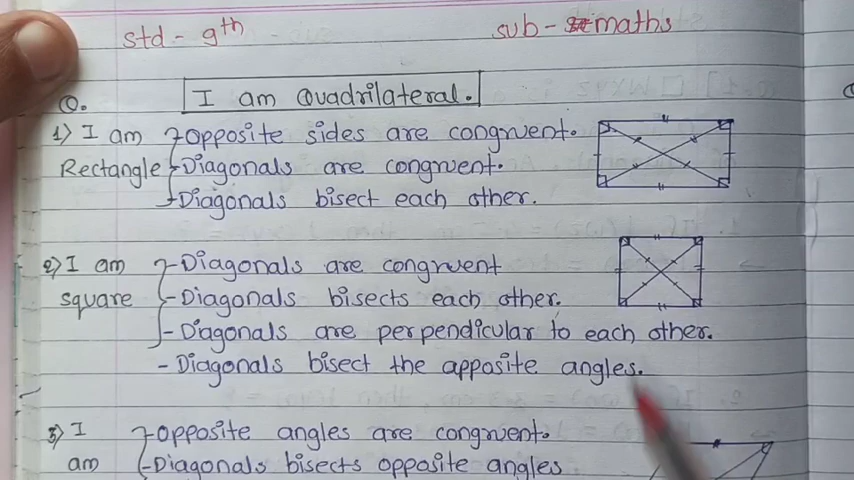 std - 9th sub - maths
Q. I am Quadrilateral.
1) I am - Opposite sides are congruent.
Rectangle - Diagonals are congruent.
- Diagonals bisect each other.
2) I am - Diagonals are congruent
square - Diagonals bisects each other.
- Diagonals are perpendicular to each other.
- Diagonals bisect the apposite angles.
3) I - Opposite angles are congruent.
am - Diagonals bisects opposite angles